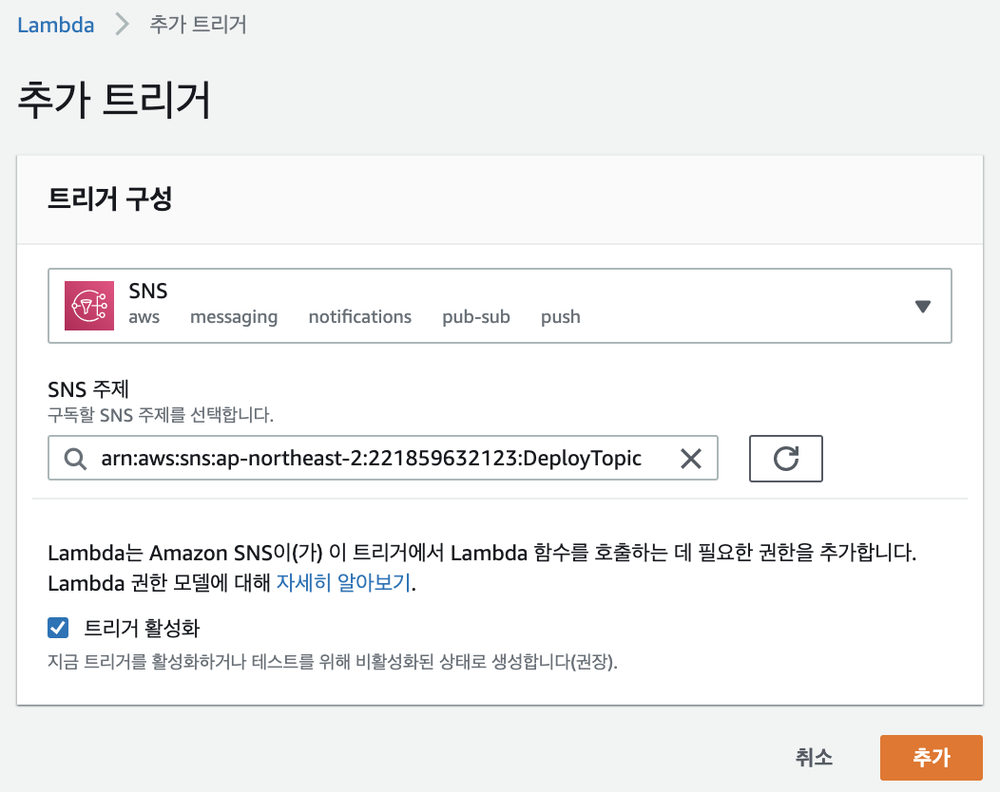 Lambda > 추가 트리거
추가 트리거
트리거 구성
SNS
aws messaging notifications pub-sub push
SNS 주제
구독할 SNS 주제를 선택합니다.
arn:aws:sns:ap-northeast-2:221859632123:DeployTopic
Lambda는 Amazon SNS이(가) 이 트리거에서 Lambda 함수를 호출하는 데 필요한 권한을 추가합니다.
Lambda 권한 모델에 대해 자세히 알아보기.
트리거 활성화
지금 트리거를 활성화하거나 테스트를 위해 비활성화된 상태로 생성합니다(권장).
취소 추가